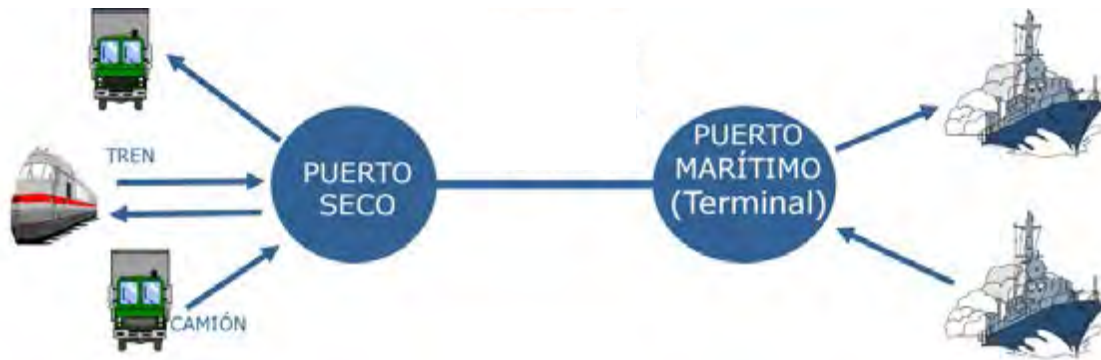 TREN
PUERTO
SECO
CAMIÓN
PUERTO
MARÍTIMO
(Terminal)